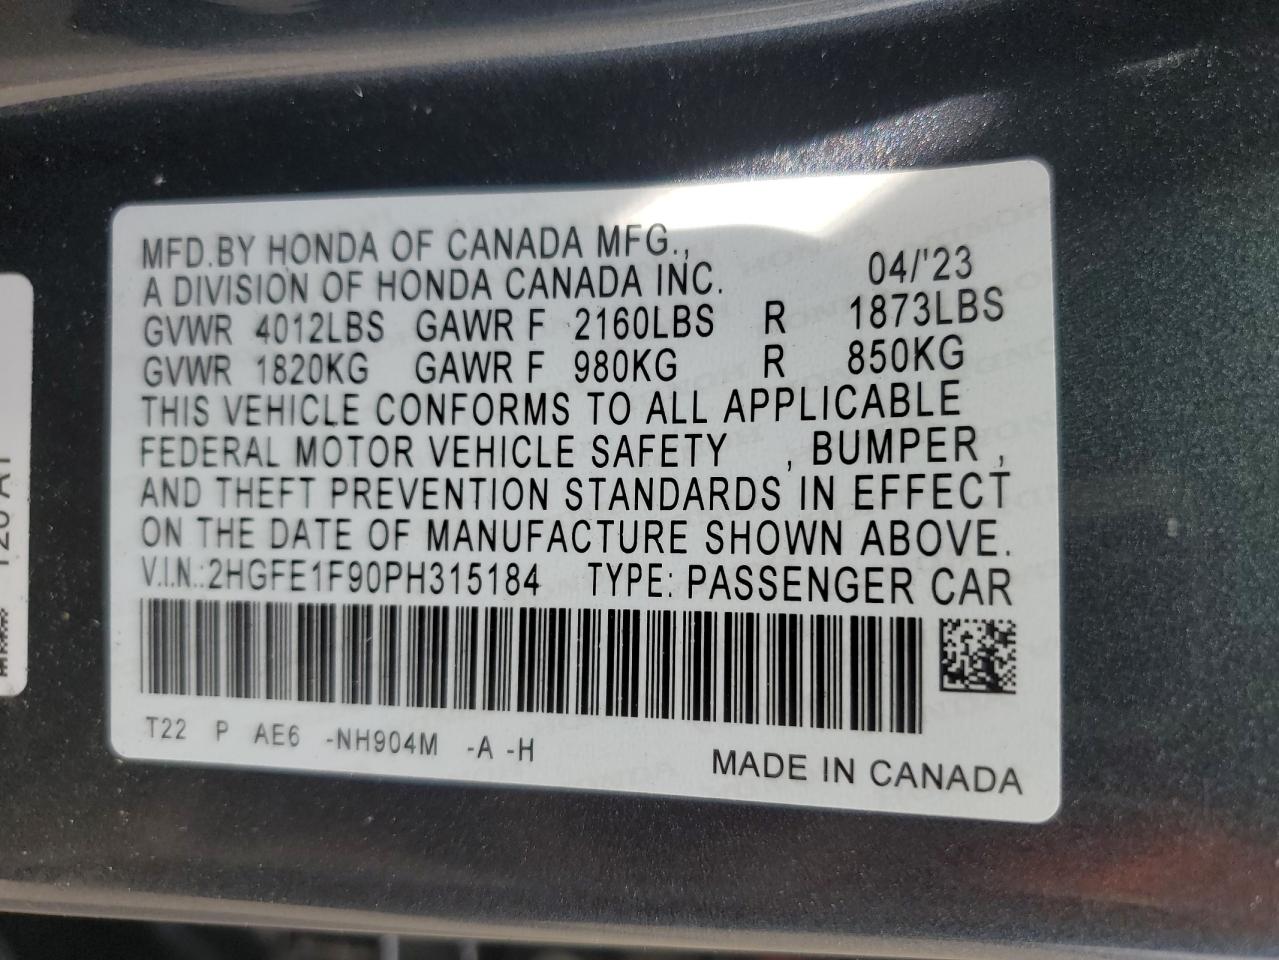 MFD.BY HONDA OF CANADA MFG.,
A DIVISION OF HONDA CANADA INC. 04/'23
GVWR 4012LBS GAWR F 2160LBS R 1873LBS
GVWR 1820KG GAWR F 980KG R 850KG
THIS VEHICLE CONFORMS TO ALL APPLICABLE
FEDERAL MOTOR VEHICLE SAFETY , BUMPER ,
AND THEFT PREVENTION STANDARDS IN EFFECT
ON THE DATE OF MANUFACTURE SHOWN ABOVE.
V.I.N.:2HGFE1F90PH315184 TYPE: PASSENGER CAR
T22 P AE6 -NH904M -A -H
MADE IN CANADA